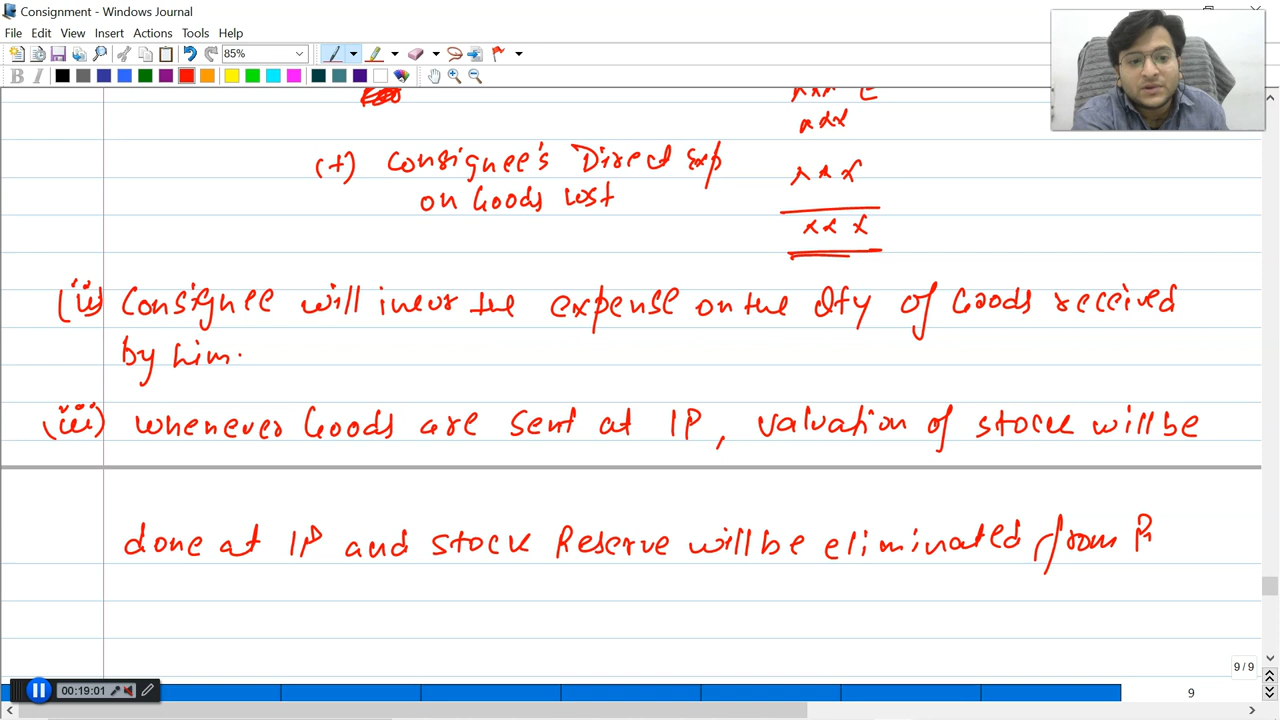 Consignment - Windows Journal
File Edit View Insert Actions Tools Help
85%
B I
xxx
xxx
(+) Consignee's Direct Exp xxx
on Goods Lost
xxx
(ii) Consignee will incur the expense on the Qty of Goods received
by him.
(iii) whenever Goods are sent at IP, valuation of stock will be
done at IP and stock Reserve will be eliminated from
9 / 9
00:19:01
9